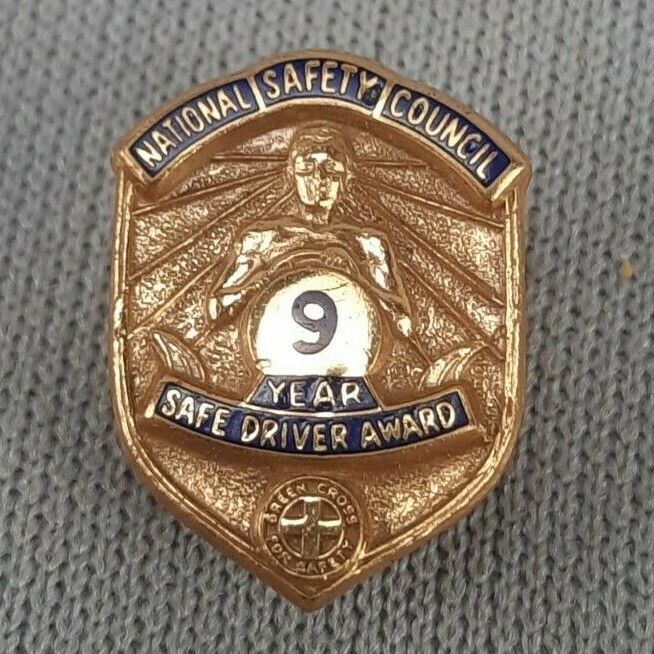 NATIONAL SAFETY COUNCIL
9
YEAR
SAFE DRIVER AWARD
GREEN CROSS
FOR SAFETY